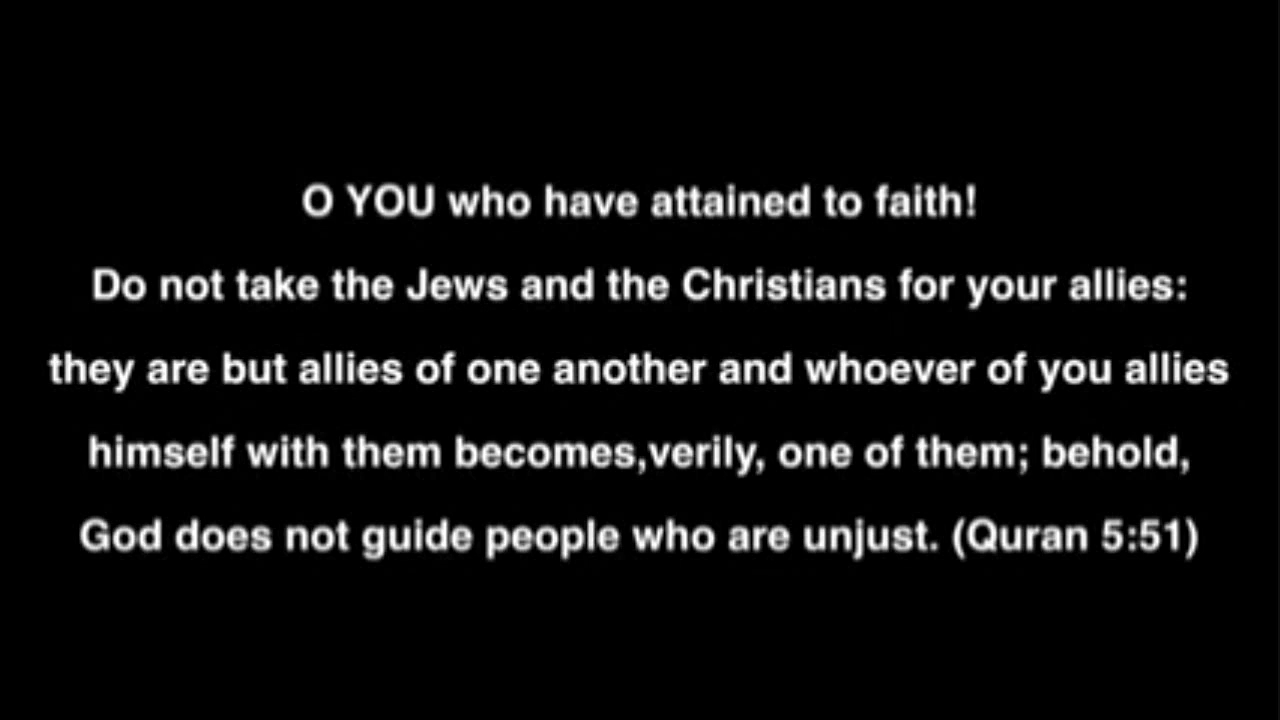 O YOU who have attained to faith!
Do not take the Jews and the Christians for your allies:
they are but allies of one another and whoever of you allies
himself with them becomes,verily, one of them; behold,
God does not guide people who are unjust. (Quran 5:51)